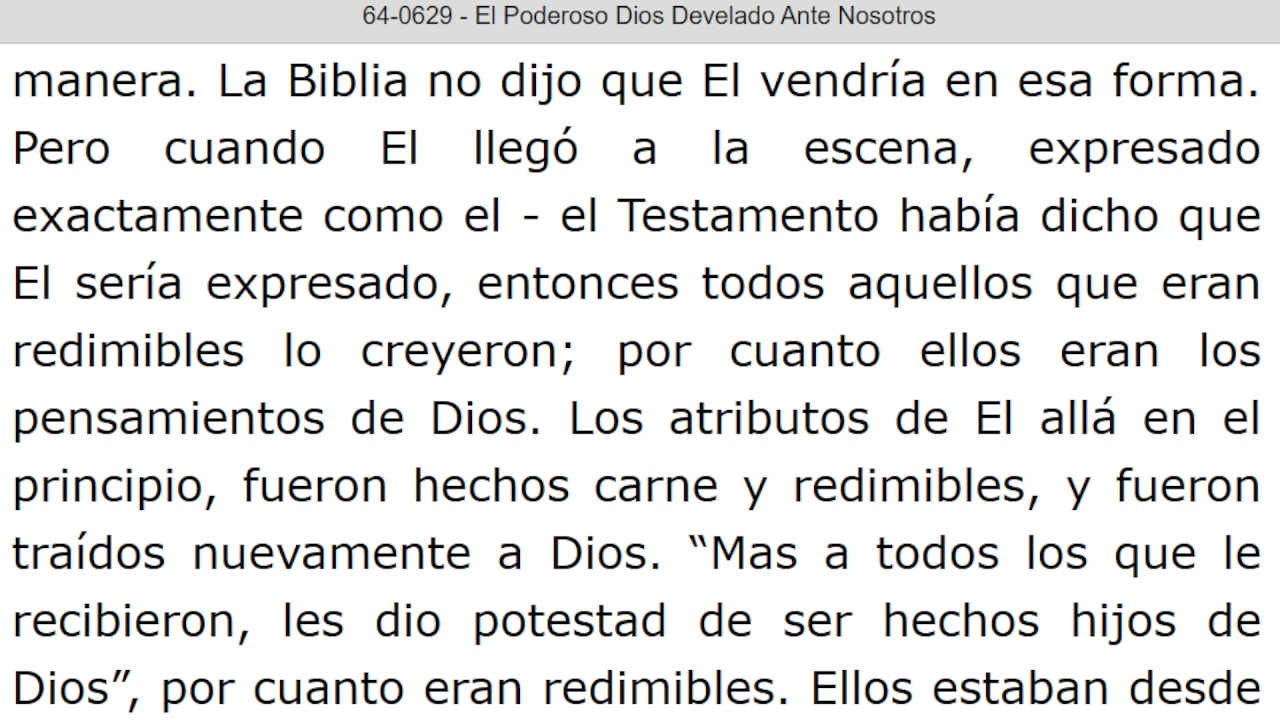 64-0629 - El Poderoso Dios Develado Ante Nosotros
manera. La Biblia no dijo que El vendría en esa forma.
Pero cuando El llegó a la escena, expresado
exactamente como el - el Testamento había dicho que
El sería expresado, entonces todos aquellos que eran
redimibles lo creyeron; por cuanto ellos eran los
pensamientos de Dios. Los atributos de El allá en el
principio, fueron hechos carne y redimibles, y fueron
traídos nuevamente a Dios. “Mas a todos los que le
recibieron, les dio potestad de ser hechos hijos de
Dios”, por cuanto eran redimibles. Ellos estaban desde